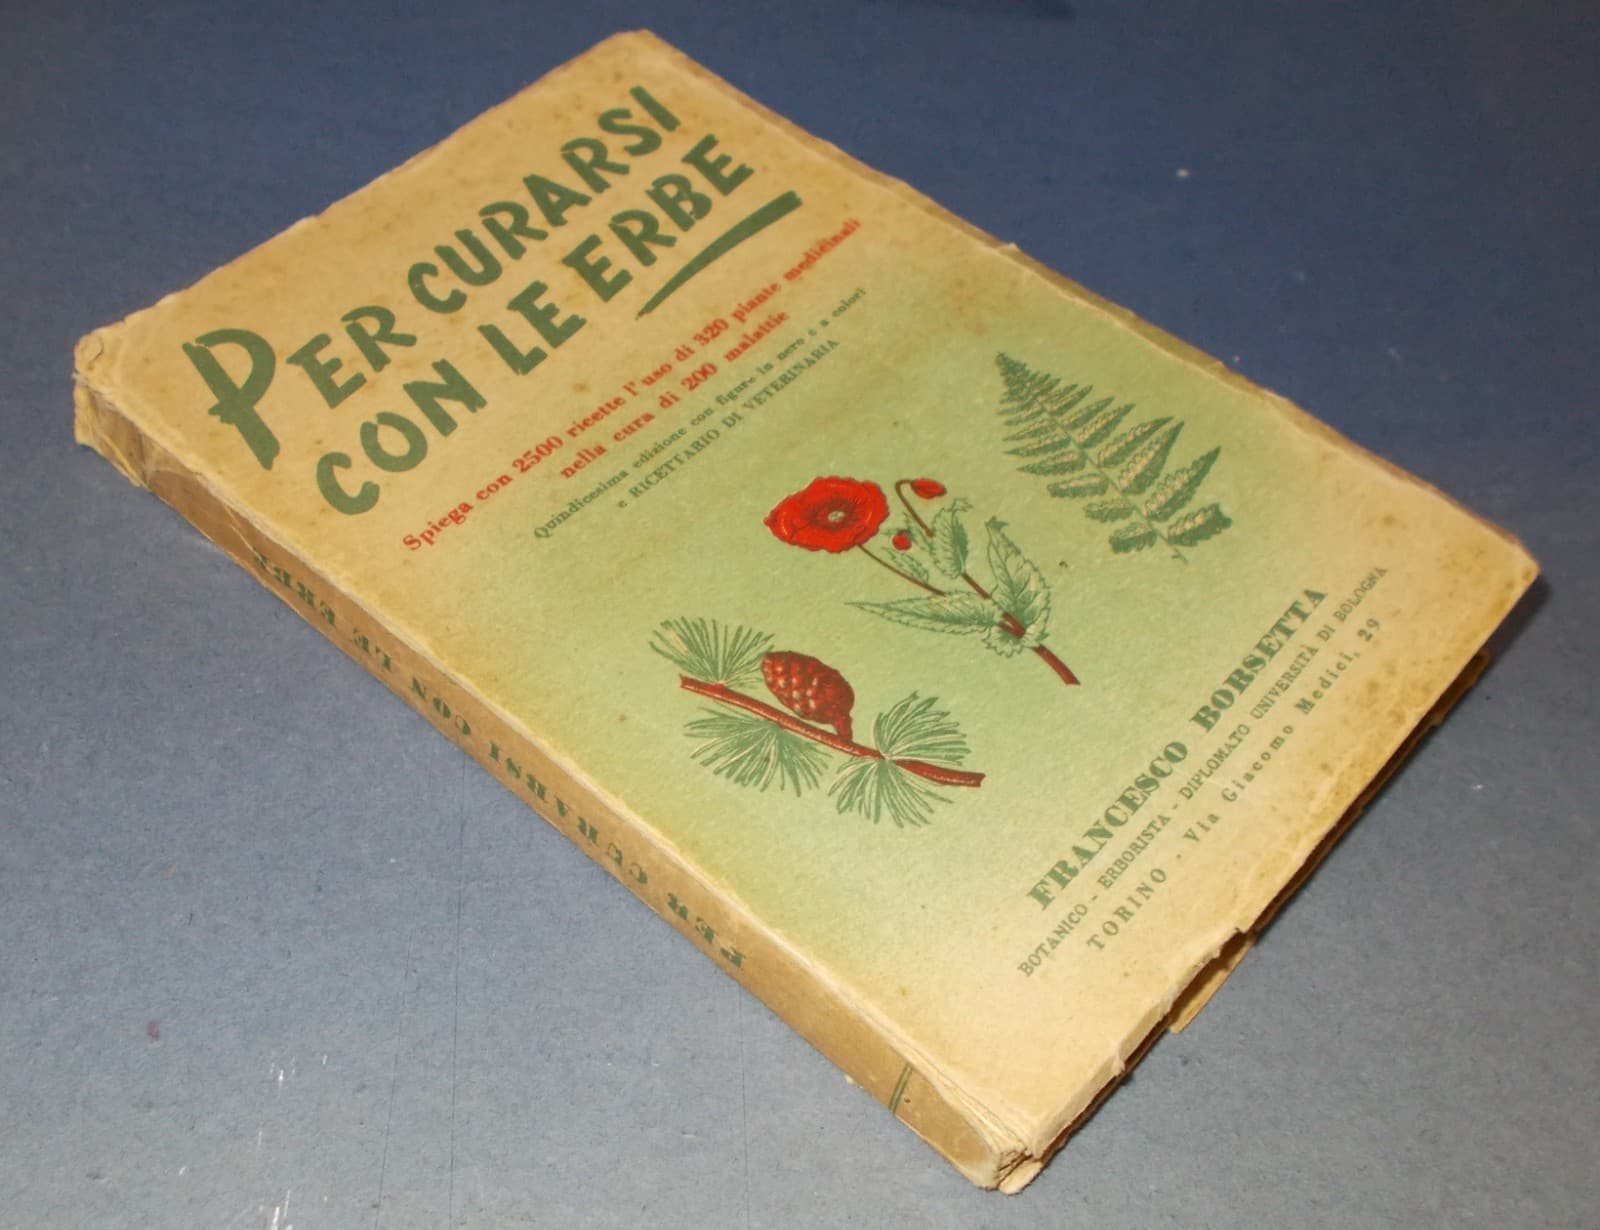 PER CURARSI
CON LE ERBE
Spiega con 2500 ricette l'uso di 320 piante medicinali
nella cura di 200 malattie
Quindicesima edizione con figure in nero e a colori
e RICETTARIO DI VETERINARIA
FRANCESCO BORSETTA
BOTANICO - ERBORISTA - DIPLOMATO UNIVERSITÀ DI BOLOGNA
TORINO - Via Giacomo Medici, 29
PER CURARSI CON LE ERBE